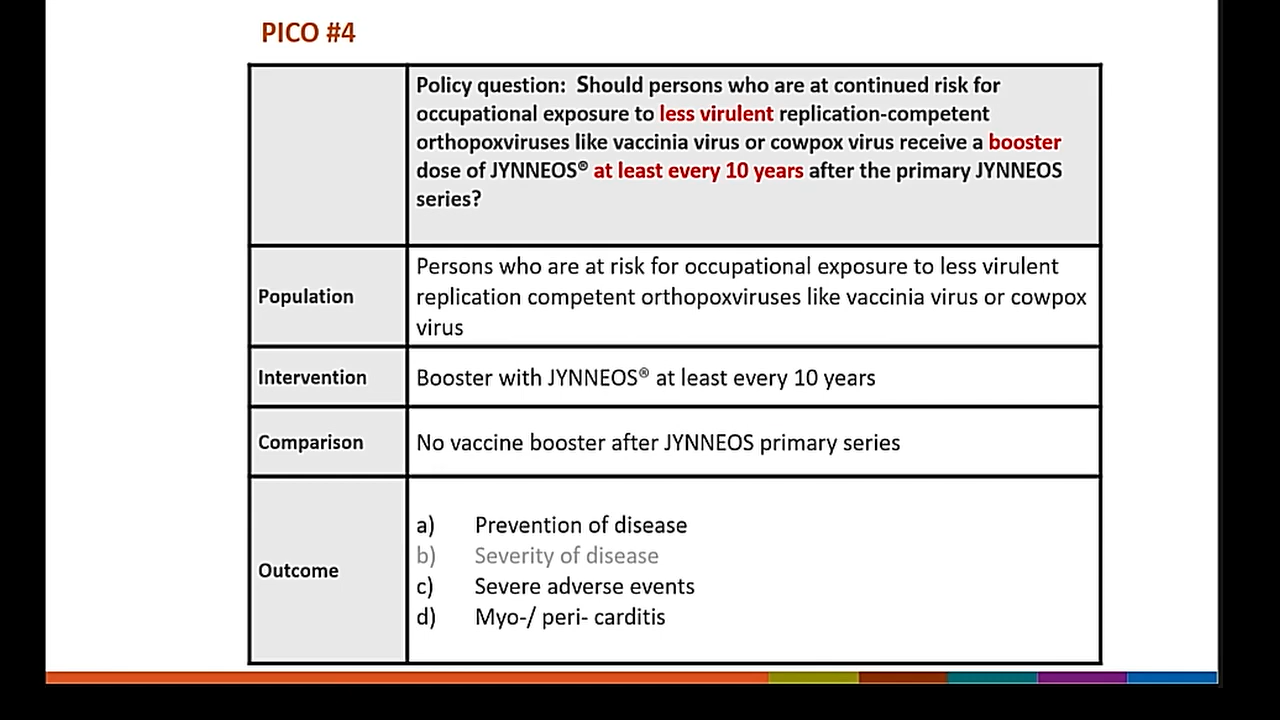 PICO #4
Policy question:  Should persons who are at continued risk for
occupational exposure to less virulent replication-competent
orthopoxviruses like vaccinia virus or cowpox virus receive a booster
dose of JYNNEOS® at least every 10 years after the primary JYNNEOS
series?
Population
Persons who are at risk for occupational exposure to less virulent
replication competent orthopoxviruses like vaccinia virus or cowpox
virus
Intervention
Booster with JYNNEOS® at least every 10 years
Comparison
No vaccine booster after JYNNEOS primary series
Outcome
a) Prevention of disease
b) Severity of disease
c) Severe adverse events
d) Myo-/ peri- carditis